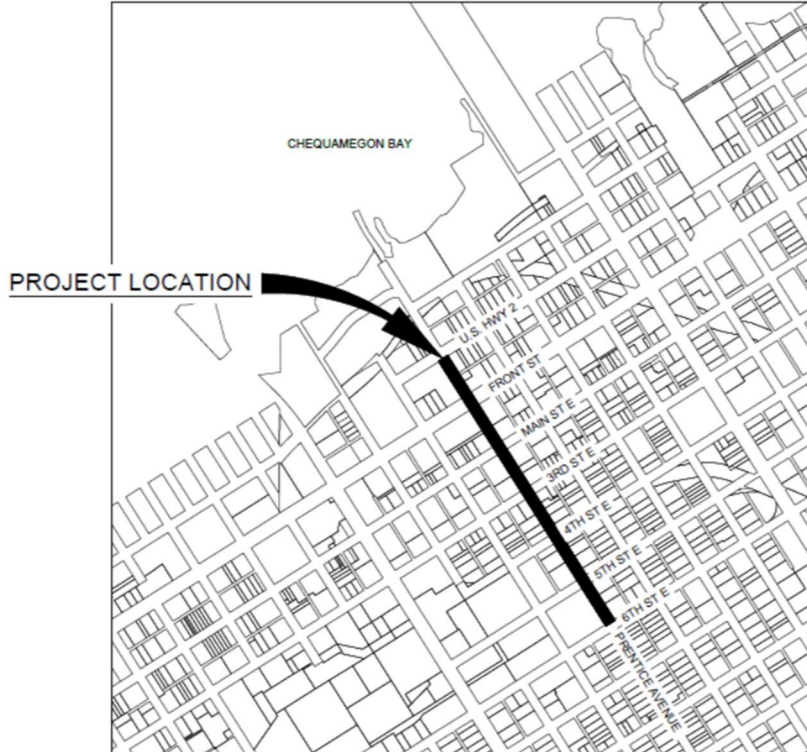 CHEQUAMEGON BAY
PROJECT LOCATION
U.S. HWY 2
FRONT ST
MAIN ST E
3RD ST E
4TH ST E
5TH ST E
6TH ST E
PRENTICE AVENUE